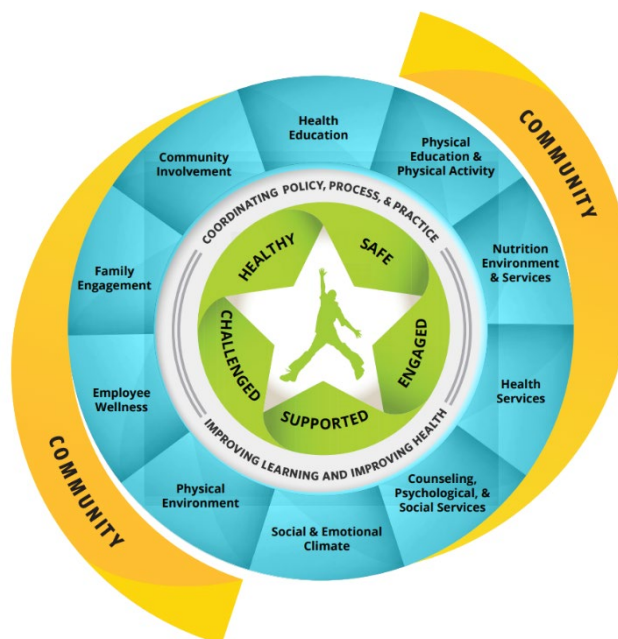 COMMUNITY
Health
Education
Physical
Education &
Physical Activity
Nutrition
Environment
& Services
Health
Services
Counseling,
Psychological, &
Social Services
Social & Emotional
Climate
Physical
Environment
Employee
Wellness
Family
Engagement
Community
Involvement
COORDINATING POLICY, PROCESS, & PRACTICE
IMPROVING LEARNING AND IMPROVING HEALTH
HEALTHY
SAFE
ENGAGED
SUPPORTED
CHALLENGED
COMMUNITY